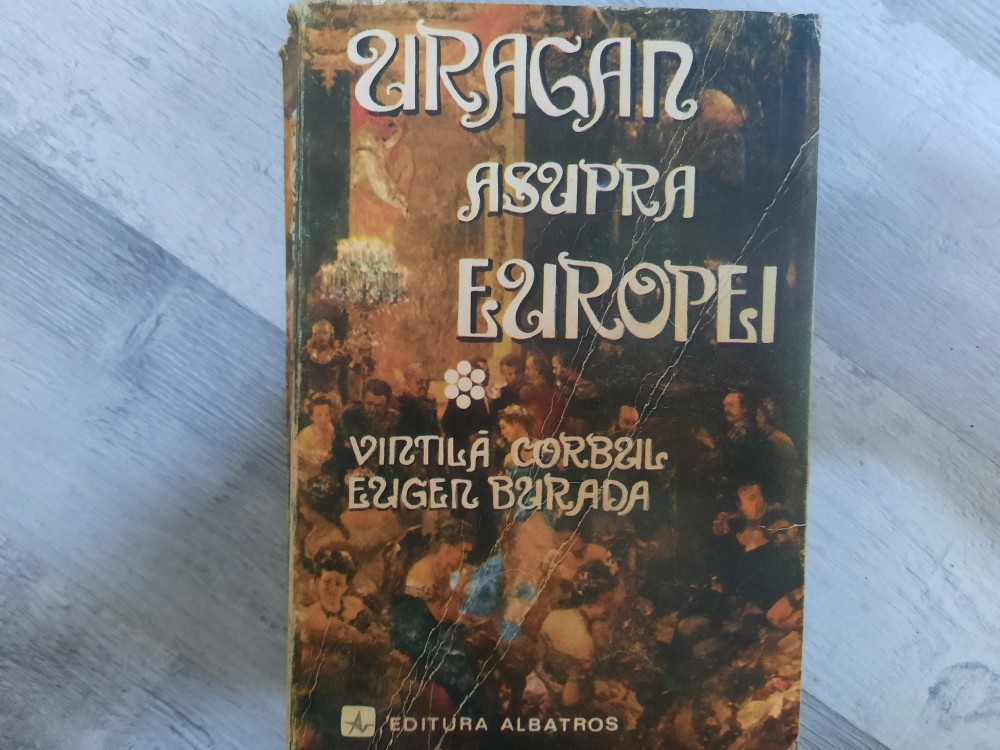 URAGAN
ASUPRA
EUROPEI
VINTILĂ CORBUL
EUGEN BURADA
EDITURA ALBATROS